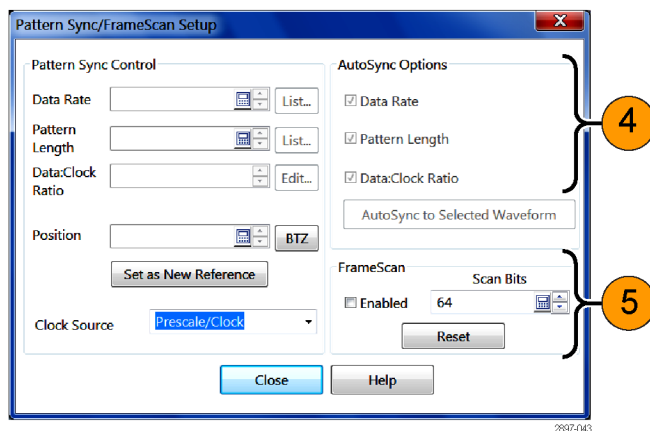 Pattern Sync/FrameScan Setup
X
Pattern Sync Control
Data Rate
List...
Pattern
Length
List...
Data:Clock
Ratio
Edit...
Position
BTZ
Set as New Reference
Clock Source
Prescale/Clock
AutoSync Options
Data Rate
Pattern Length
Data:Clock Ratio
AutoSync to Selected Waveform
4
FrameScan
Scan Bits
Enabled
64
Reset
5
Close
Help
2897-043